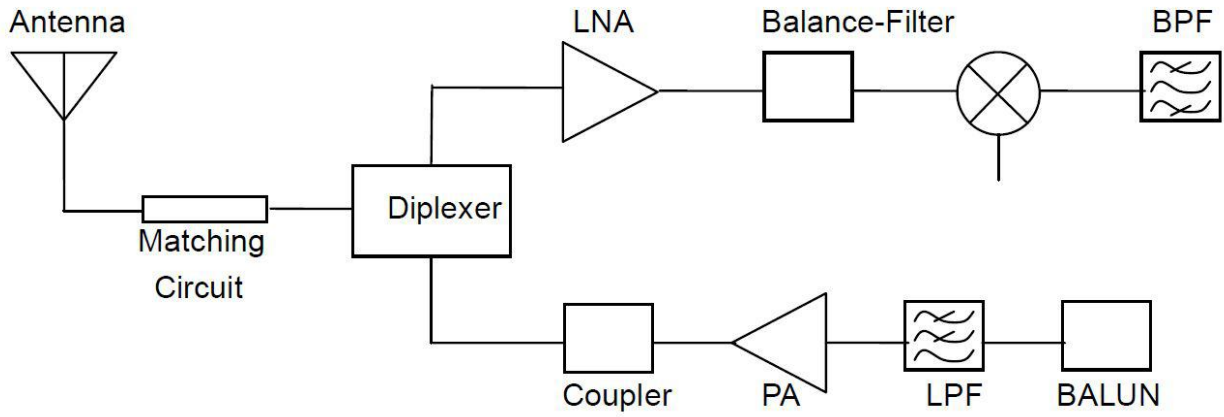 Antenna
LNA
Balance-Filter
BPF
Diplexer
Matching
Circuit
Coupler
PA
LPF
BALUN